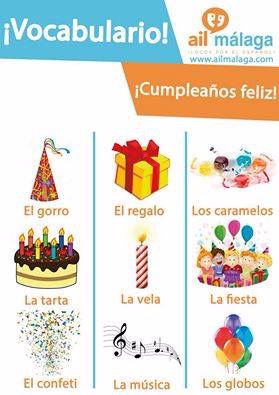 ¡Vocabulario!
ail málaga
¡LOCOS POR EL ESPAÑOL!
www.ailmalaga.com
¡Cumpleaños feliz!
El gorro
El regalo
Los caramelos
La tarta
La vela
La fiesta
El confeti
La música
Los globos